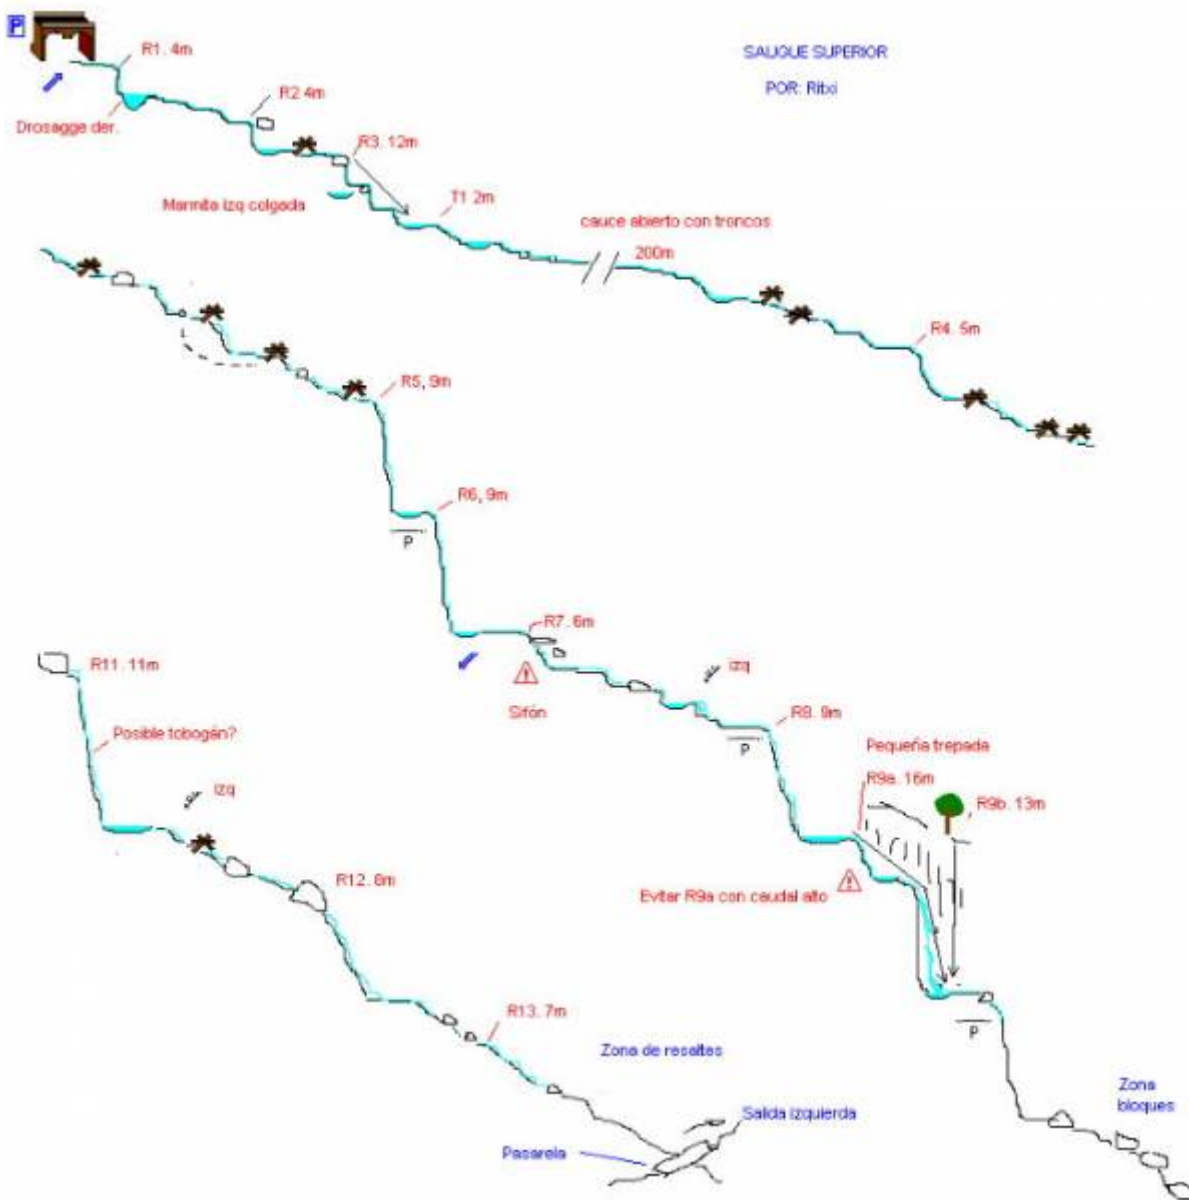 P
R1. 4m
SAUGUE SUPERIOR
POR: Ritxi
R2 4m
Drosagge der.
R3. 12m
Marmita izq colgada
T1 2m
cauce abierto con troncos
200m
R4. 5m
R5, 9m
R6, 9m
P
R7. 6m
Sifón
izq
R8. 9m
P
Pequeña trepada
R9a. 16m
R9b. 13m
Evitar R9a con caudal alto
P
R11. 11m
Posible tobogán?
izq
R12. 8m
R13. 7m
Zona de resaltes
Salida izquierda
Pasarela
Zona
bloques